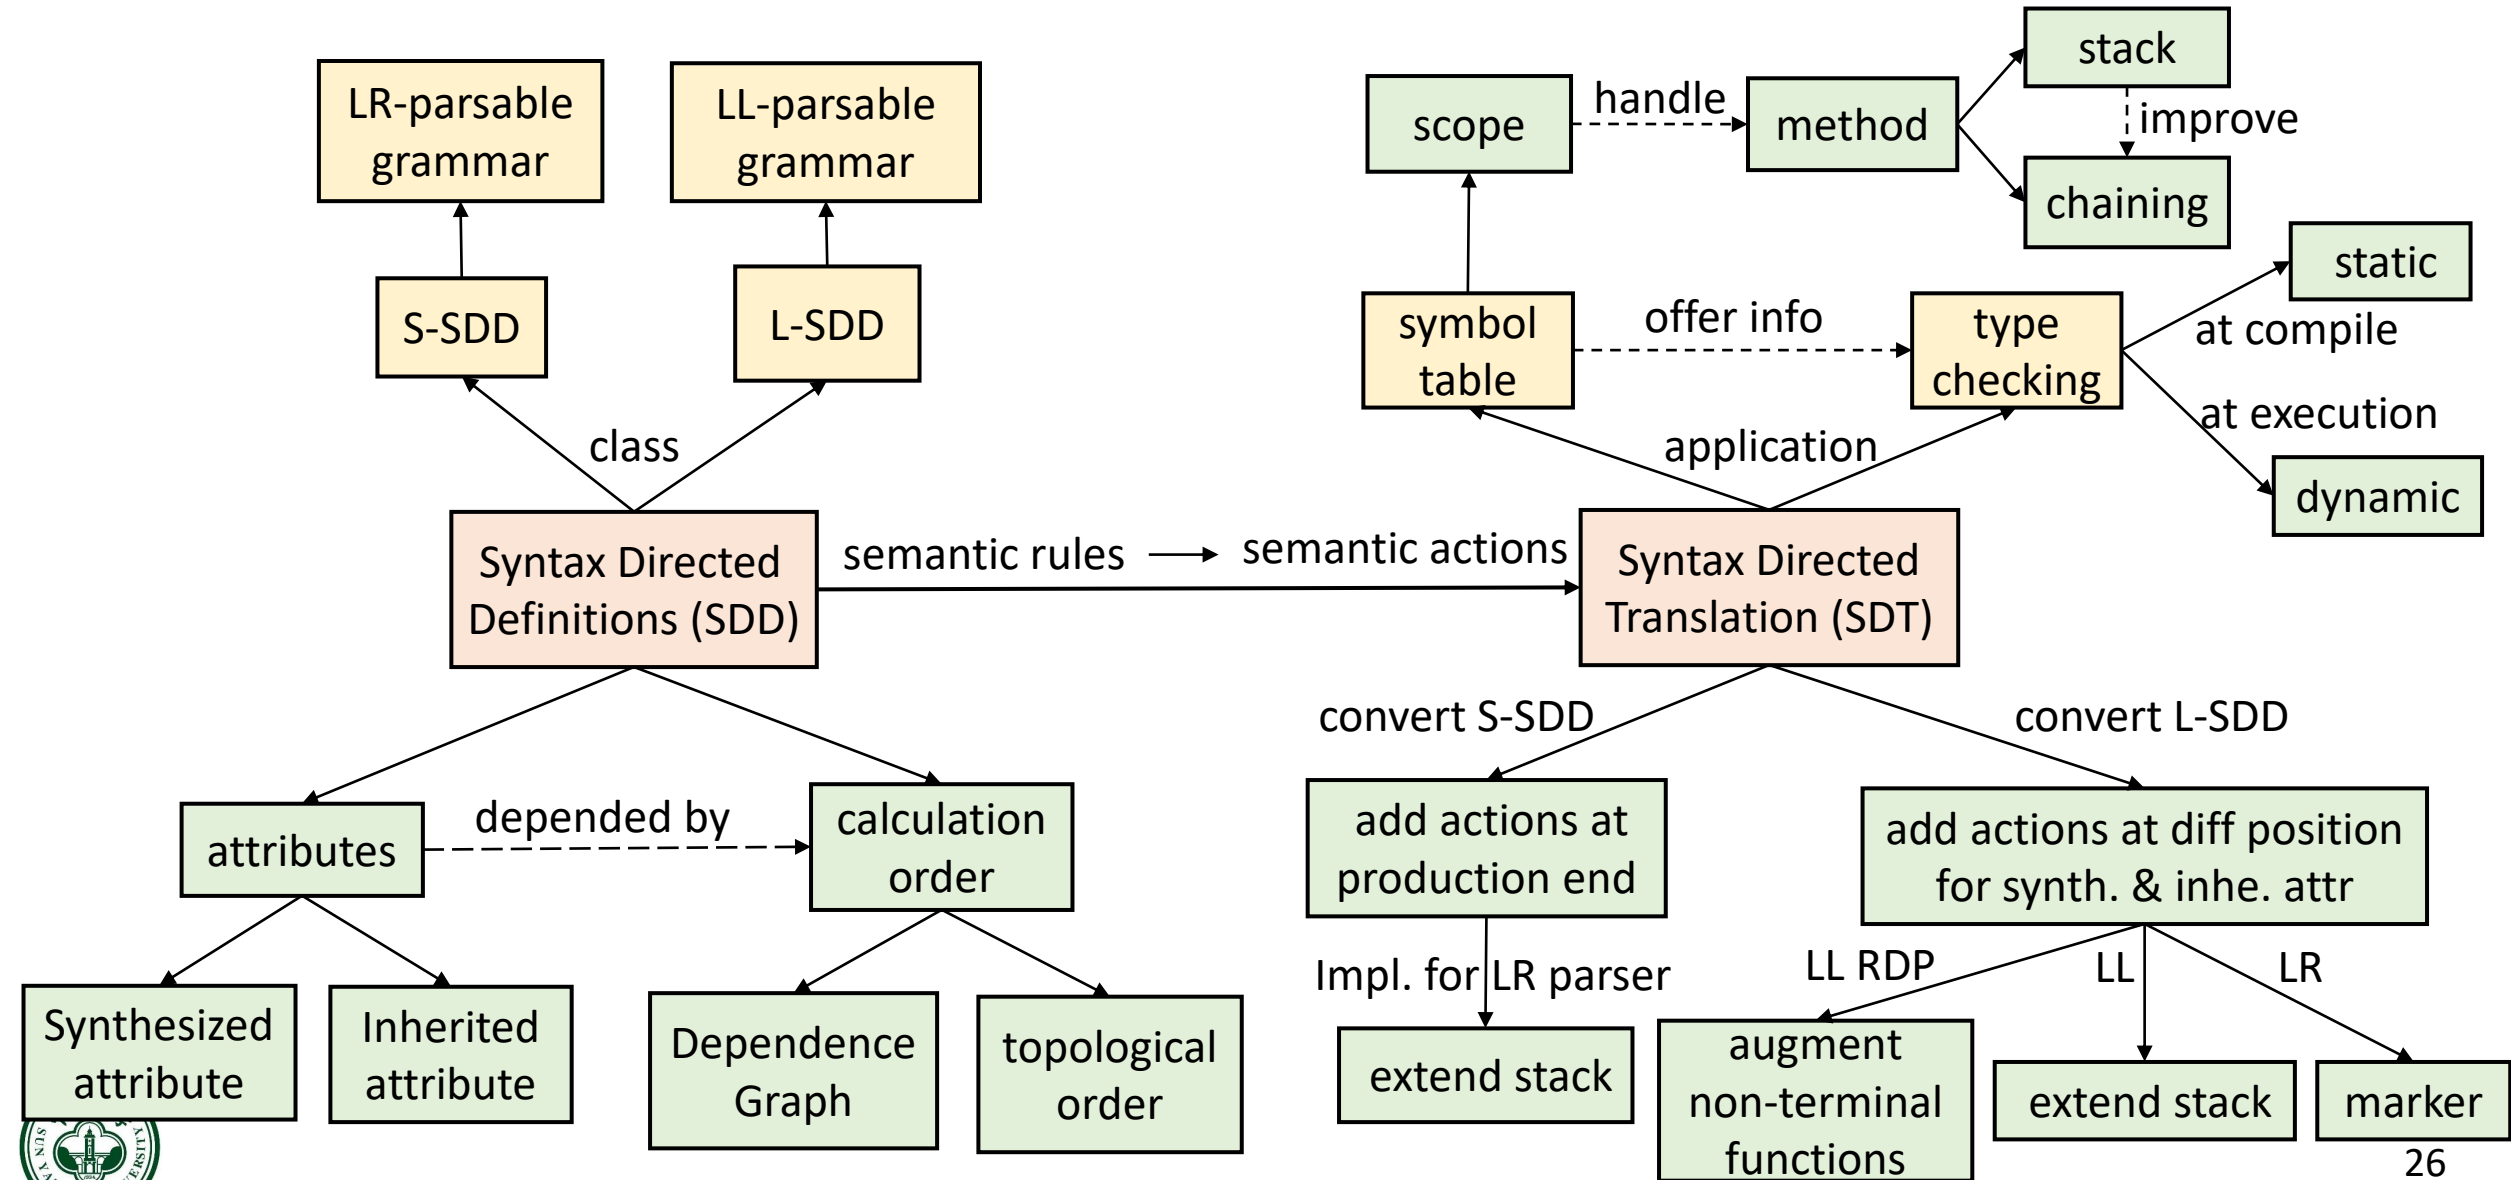 LR-parsable
grammar
LL-parsable
grammar
S-SDD
L-SDD
class
scope
handle
method
stack
improve
chaining
symbol
table
offer info
type
checking
static
at compile
at execution
dynamic
application
Syntax Directed
Definitions (SDD)
semantic rules
semantic actions
Syntax Directed
Translation (SDT)
attributes
depended by
calculation
order
Synthesized
attribute
Inherited
attribute
Dependence
Graph
topological
order
convert S-SDD
convert L-SDD
add actions at
production end
add actions at diff position
for synth. & inhe. attr
Impl. for LR parser
extend stack
LL RDP
LL
LR
augment
non-terminal
functions
extend stack
marker
26